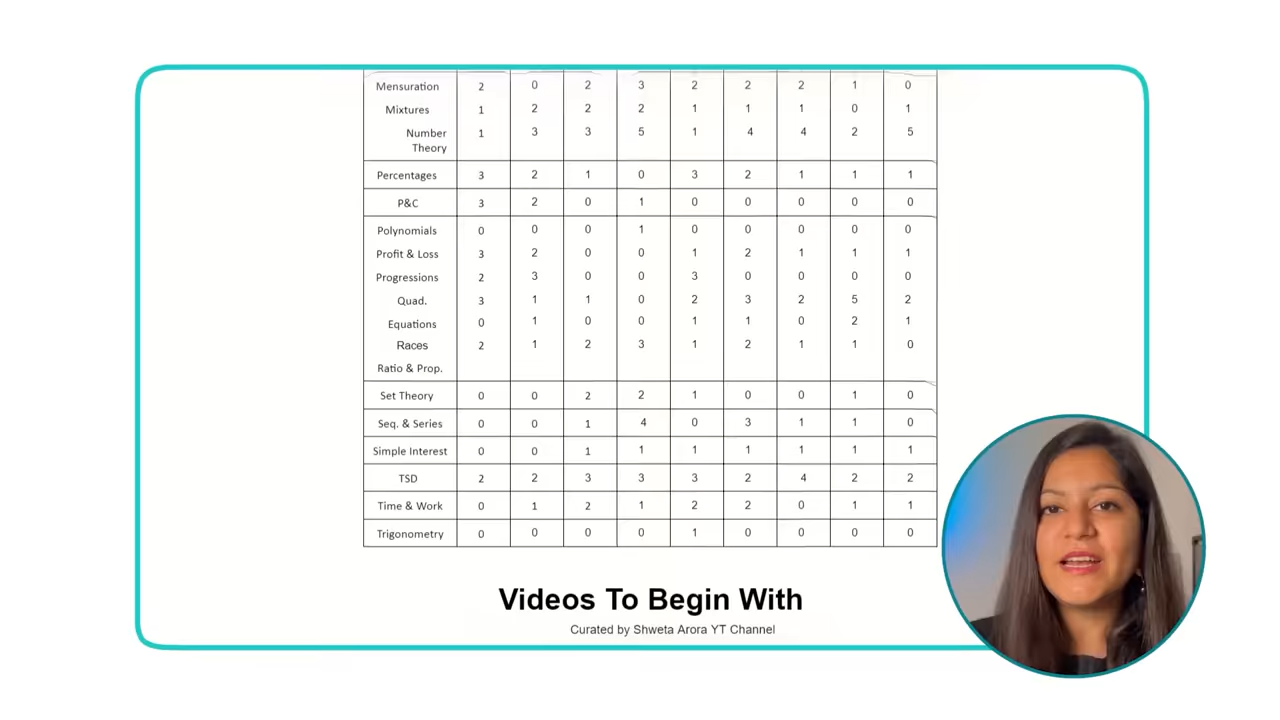 Mensuration 2 0 2 3 2 2 2 1 0
Mixtures 1 2 2 2 1 1 1 0 1
Number 1 3 3 5 1 4 4 2 5
Theory
Percentages 3 2 1 0 3 2 1 1 1
P&C 3 2 0 1 0 0 0 0 0
Polynomials 0 0 0 1 0 0 0 0 0
Profit & Loss 3 2 0 0 1 2 1 1 1
Progressions 2 3 0 0 3 0 0 0 0
Quad. 3 1 1 0 2 3 2 5 2
Equations 0 1 0 0 1 1 0 2 1
Races 2 1 2 3 1 2 1 1 0
Ratio & Prop.
Set Theory 0 0 2 2 1 0 0 1 0
Seq. & Series 0 0 1 4 0 3 1 1 0
Simple Interest 0 0 1 1 1 1 1 1 1
TSD 2 2 3 3 3 2 4 2 2
Time & Work 0 1 2 1 2 2 0 1 1
Trigonometry 0 0 0 0 1 0 0 0 0
Videos To Begin With
Curated by Shweta Arora YT Channel